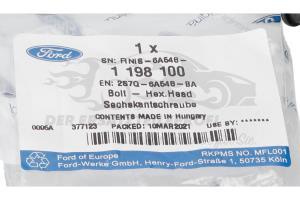 Ford
1 x
SN: RNIS-6A546-
1 198 100
EN: 2S7Q-6A546-BA
Bolt - Hex.Head
Sechskantschraube
CONTENTS MADE IN Hungary
0005A 377123 PACKED: 10MAR2021 USE BY: -------
RKPMS NO. MFL001
Ford of Europe
Ford-Werke GmbH, Henry-Ford-Straße 1, 50735 Köln